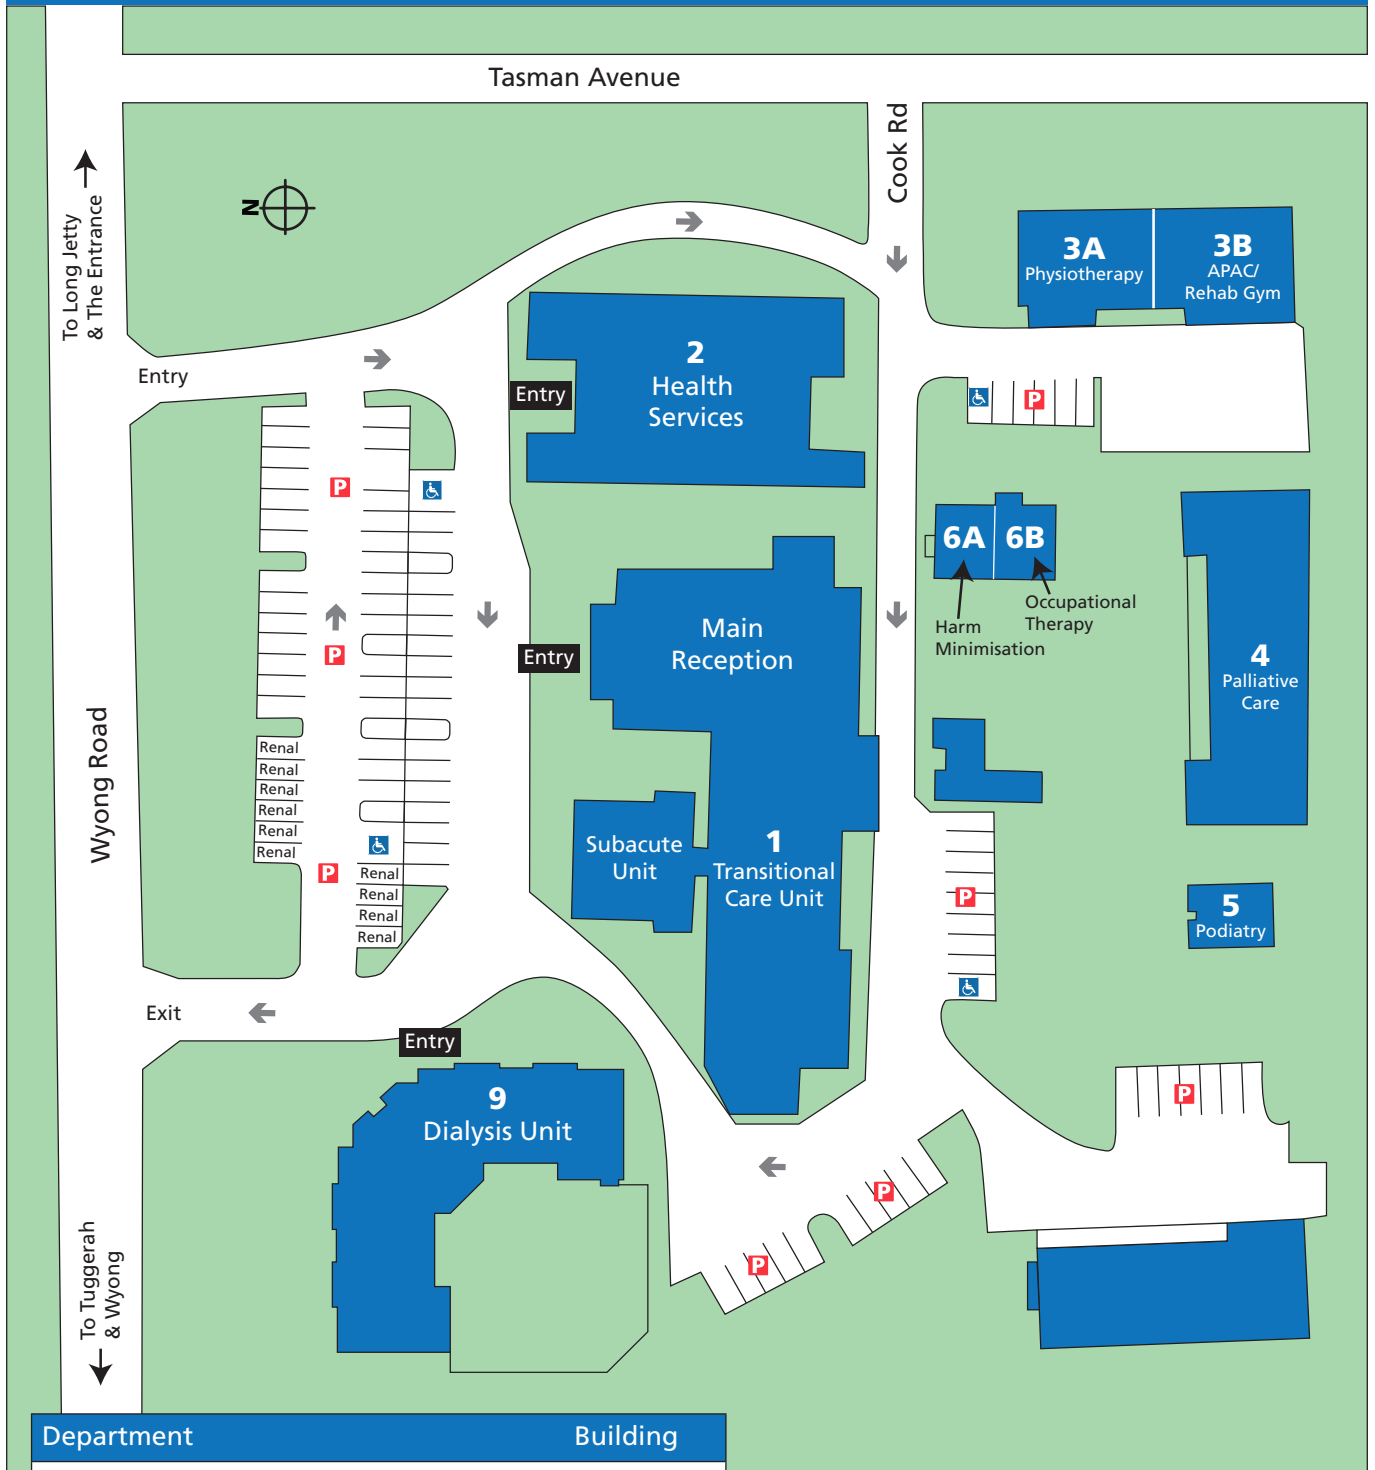 Tasman Avenue
Cook Rd
To Long Jetty
& The Entrance
N
3A
Physiotherapy
3B
APAC/
Rehab Gym
Entry
2
Health
Services
Entry
P
P
6A
6B
Occupational
Therapy
Harm
Minimisation
Main
Reception
Entry
P
4
Palliative
Care
Wyong Road
Renal
Renal
Renal
Renal
Renal
Renal
P
Renal
Renal
Renal
Renal
Subacute
Unit
1
Transitional
Care Unit
P
5
Podiatry
Exit
Entry
9
Dialysis Unit
P
P
P
To Tuggerah
& Wyong
Department
Building